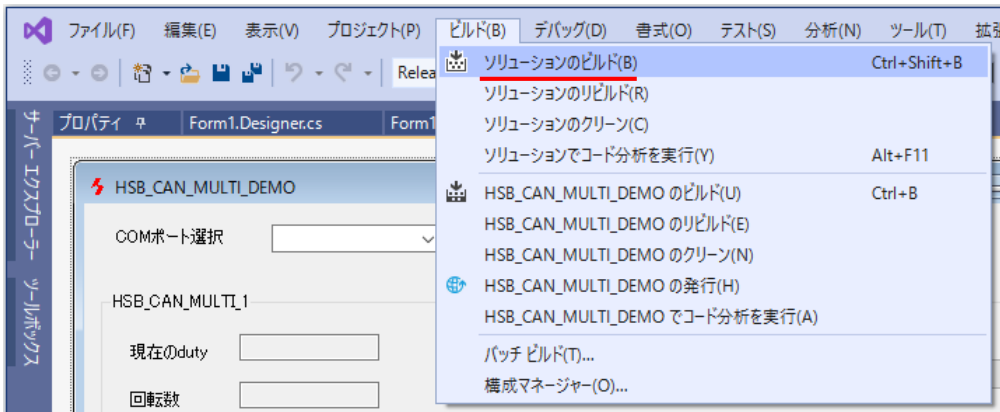 ファイル(F) 編集(E) 表示(V) プロジェクト(P) ビルド(B) デバッグ(D) 書式(O) テスト(S) 分析(N) ツール(T) 拡張
Relea
ソリューションのビルド(B) Ctrl+Shift+B
ソリューションのリビルド(R)
ソリューションのクリーン(C)
ソリューションでコード分析を実行(Y) Alt+F11
HSB_CAN_MULTI_DEMO のビルド(U) Ctrl+B
HSB_CAN_MULTI_DEMO のリビルド(E)
HSB_CAN_MULTI_DEMO のクリーン(N)
HSB_CAN_MULTI_DEMO の発行(H)
HSB_CAN_MULTI_DEMO でコード分析を実行(A)
バッチ ビルド(T)...
構成マネージャー(O)...
サーバー エクスプローラー
ツールボックス
プロパティ Form1.Designer.cs Form1
HSB_CAN_MULTI_DEMO
COMポート選択
HSB_CAN_MULTI_1
現在のduty
回転数